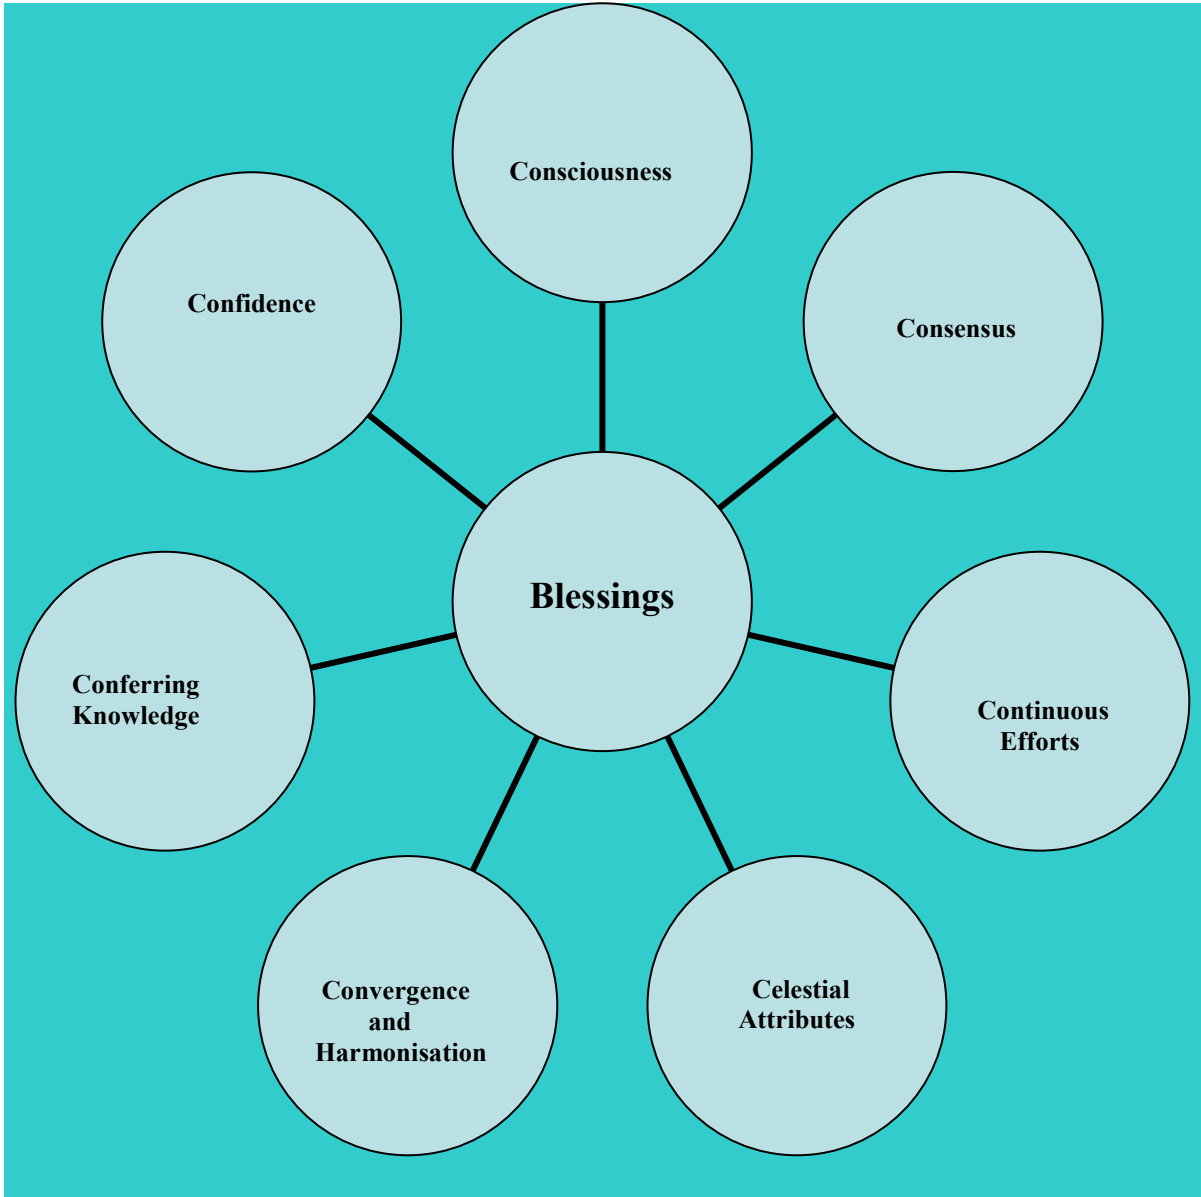 Consciousness
Confidence
Consensus
Blessings
Conferring
Knowledge
Continuous
Efforts
Convergence
and
Harmonisation
Celestial
Attributes